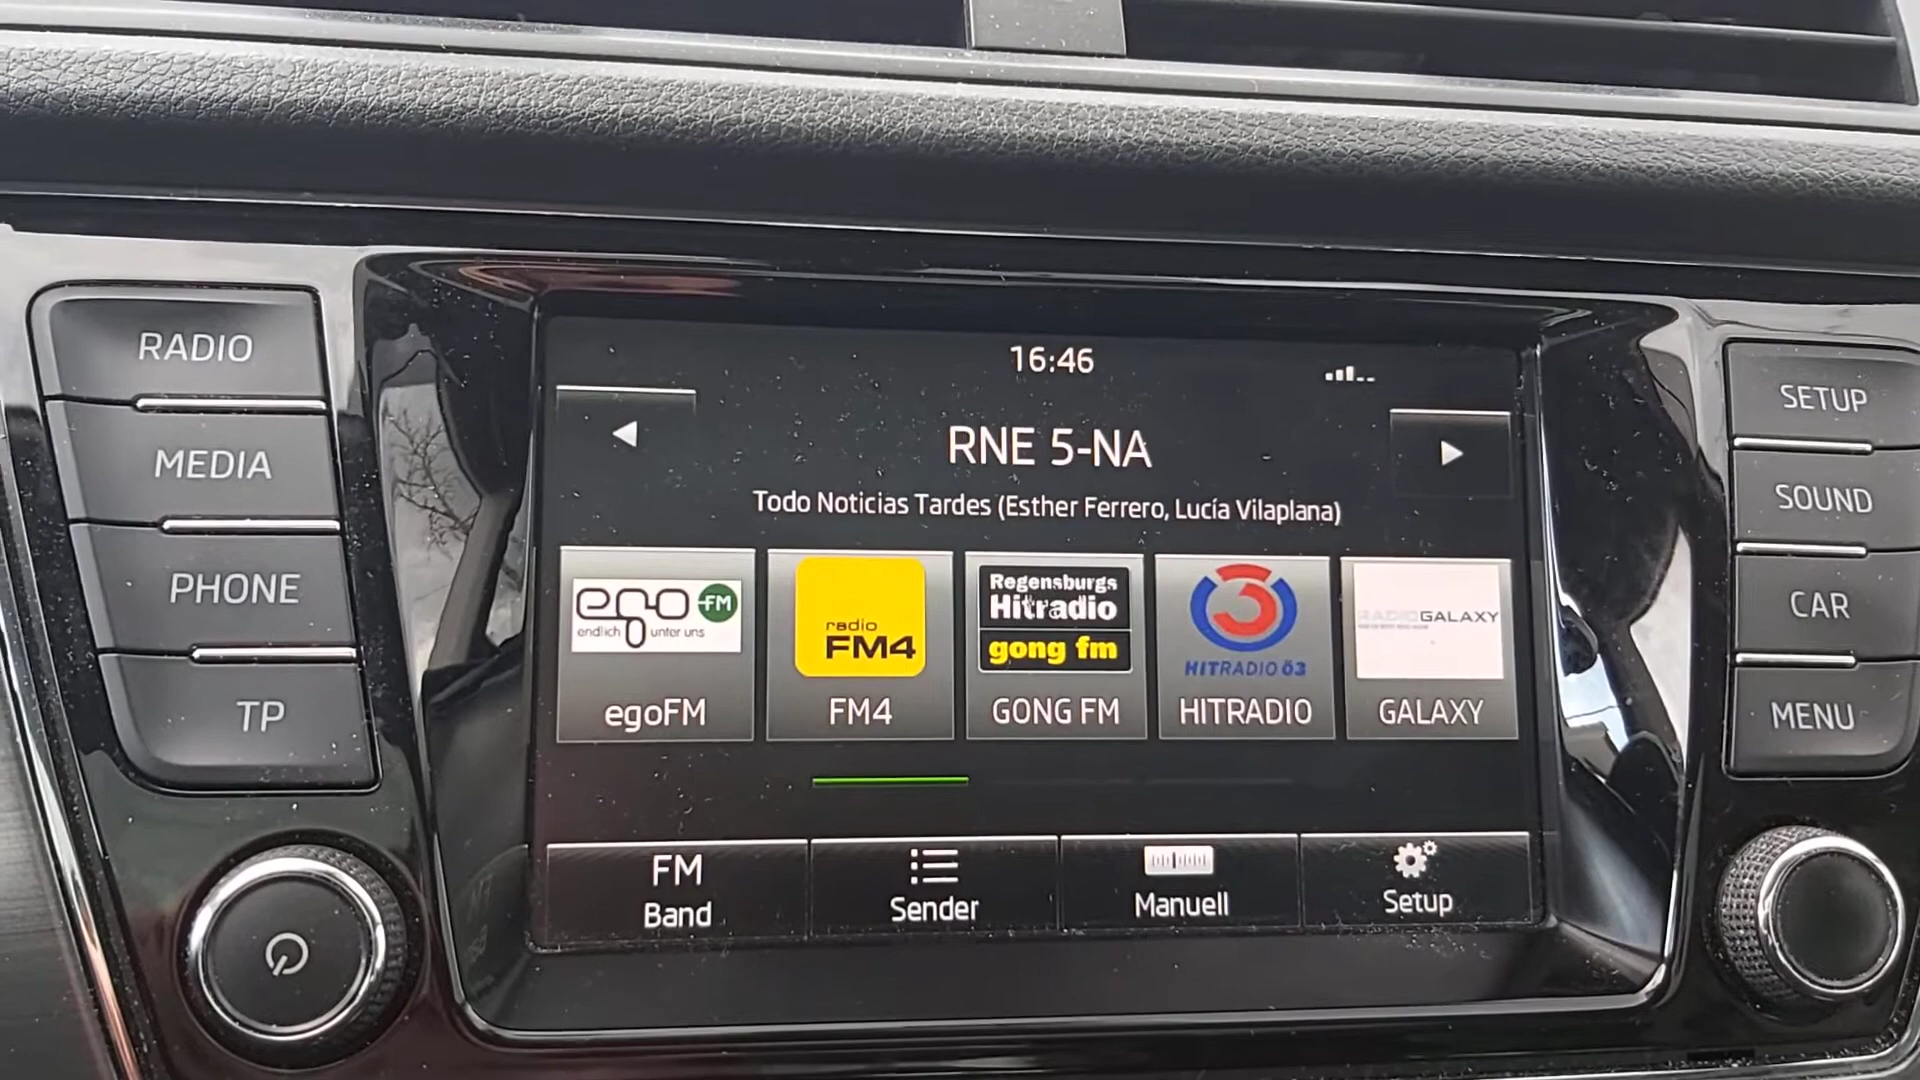 RADIO
MEDIA
PHONE
TP
16:46
RNE 5-NA
Todo Noticias Tardes (Esther Ferrero, Lucía Vilaplana)
ego FM
endlich unter uns
egoFM
radio
FM4
FM4
Regensburgs
Hitradio
gong fm
GONG FM
3
HITRADIO Ö3
HITRADIO
RADIO GALAXY
GALAXY
FM
Band
Sender
Manuell
Setup
SETUP
SOUND
CAR
MENU